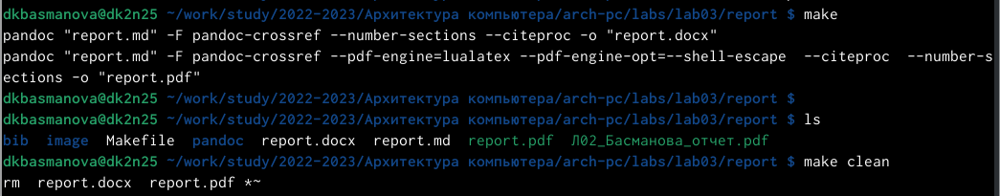 dkbasmanova@dk2n25 ~/work/study/2022-2023/Архитектура компьютера/arch-pc/labs/lab03/report $ make
pandoc "report.md" -F pandoc-crossref --number-sections --citeproc -o "report.docx"
pandoc "report.md" -F pandoc-crossref --pdf-engine=lualatex --pdf-engine-opt=--shell-escape  --citeproc  --number-s
ections -o "report.pdf"
dkbasmanova@dk2n25 ~/work/study/2022-2023/Архитектура компьютера/arch-pc/labs/lab03/report $
dkbasmanova@dk2n25 ~/work/study/2022-2023/Архитектура компьютера/arch-pc/labs/lab03/report $ ls
bib  image  Makefile  pandoc  report.docx  report.md  report.pdf  Л02_Басманова_отчет.pdf
dkbasmanova@dk2n25 ~/work/study/2022-2023/Архитектура компьютера/arch-pc/labs/lab03/report $ make clean
rm  report.docx  report.pdf *~